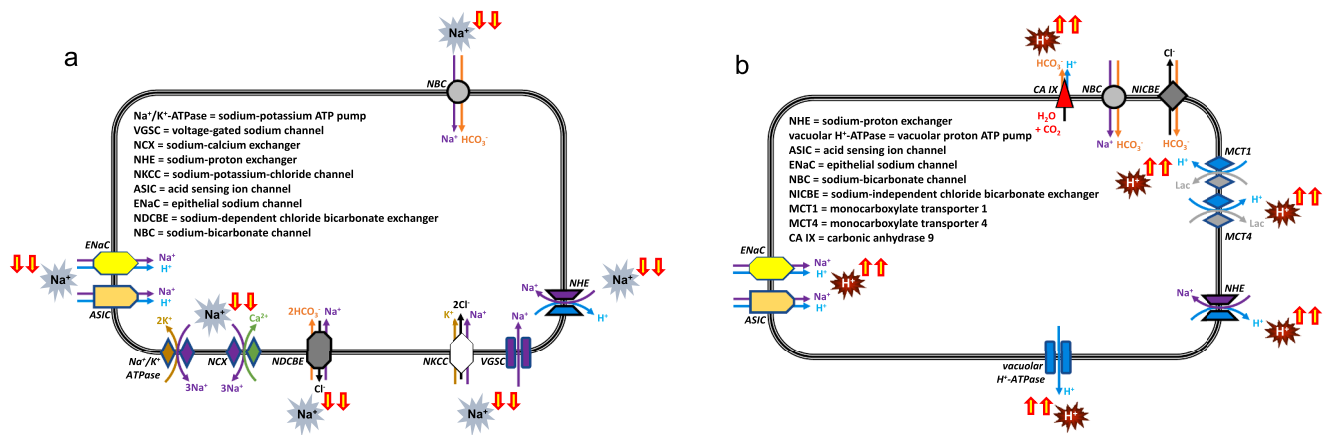 a
Na⁺
NBC
Na⁺ HCO₃⁻
Na⁺/K⁺-ATPase = sodium-potassium ATP pump
VGSC = voltage-gated sodium channel
NCX = sodium-calcium exchanger
NHE = sodium-proton exchanger
NKCC = sodium-potassium-chloride channel
ASIC = acid sensing ion channel
ENaC = epithelial sodium channel
NDCBE = sodium-dependent chloride bicarbonate exchanger
NBC = sodium-bicarbonate channel
ENaC
Na⁺
H⁺
Na⁺
Na⁺
H⁺
ASIC
Na⁺
NHE
Na⁺
H⁺
2K⁺
Na⁺
Ca²⁺
Na⁺/K⁺
ATPase
3Na⁺
NCX
3Na⁺
2HCO₃⁻
Na⁺
NDCBE
Cl⁻
Na⁺
2Cl⁻
K⁺
Na⁺
NKCC
Na⁺
VGSC
Na⁺
b
H⁺
HCO₃⁻ H⁺
CA IX
H₂O
+ CO₂
NBC
Na⁺ HCO₃⁻
Cl⁻
NICBE
HCO₃⁻
NHE = sodium-proton exchanger
vacuolar H⁺-ATPase = vacuolar proton ATP pump
ASIC = acid sensing ion channel
ENaC = epithelial sodium channel
NBC = sodium-bicarbonate channel
NICBE = sodium-independent chloride bicarbonate exchanger
MCT1 = monocarboxylate transporter 1
MCT4 = monocarboxylate transporter 4
CA IX = carbonic anhydrase 9
H⁺
MCT1
H⁺
Lac
H⁺
H⁺
Lac
MCT4
ENaC
Na⁺
H⁺
H⁺
Na⁺
H⁺
ASIC
NHE
Na⁺
H⁺
H⁺
vacuolar
H⁺-ATPase
H⁺
H⁺